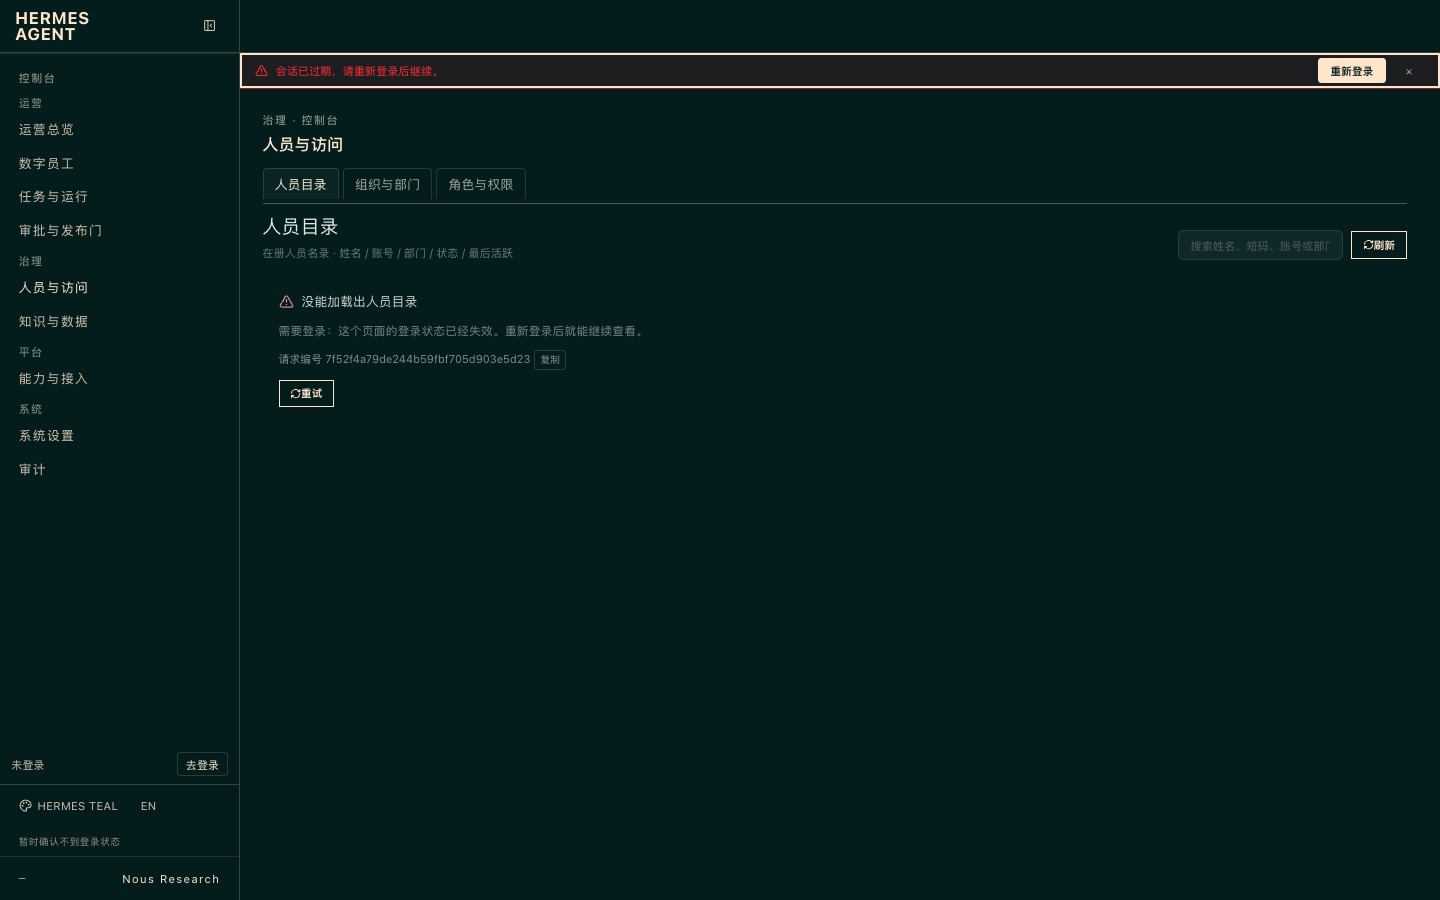 HERMES
AGENT
控制台
运营
运营总览
数字员工
任务与运行
审批与发布门
治理
人员与访问
知识与数据
平台
能力与接入
系统
系统设置
审计
未登录
去登录
HERMES TEAL
EN
暂时确认不到登录状态
—
Nous Research
会话已过期，请重新登录后继续。
重新登录
×
治理 · 控制台
人员与访问
人员目录
组织与部门
角色与权限
人员目录
在册人员名录 · 姓名 / 账号 / 部门 / 状态 / 最后活跃
搜索姓名、短码、账号或部门
刷新
没能加载出人员目录
需要登录：这个页面的登录状态已经失效。重新登录后就能继续查看。
请求编号 7f52f4a79de244b59fbf705d903e5d23
复制
重试